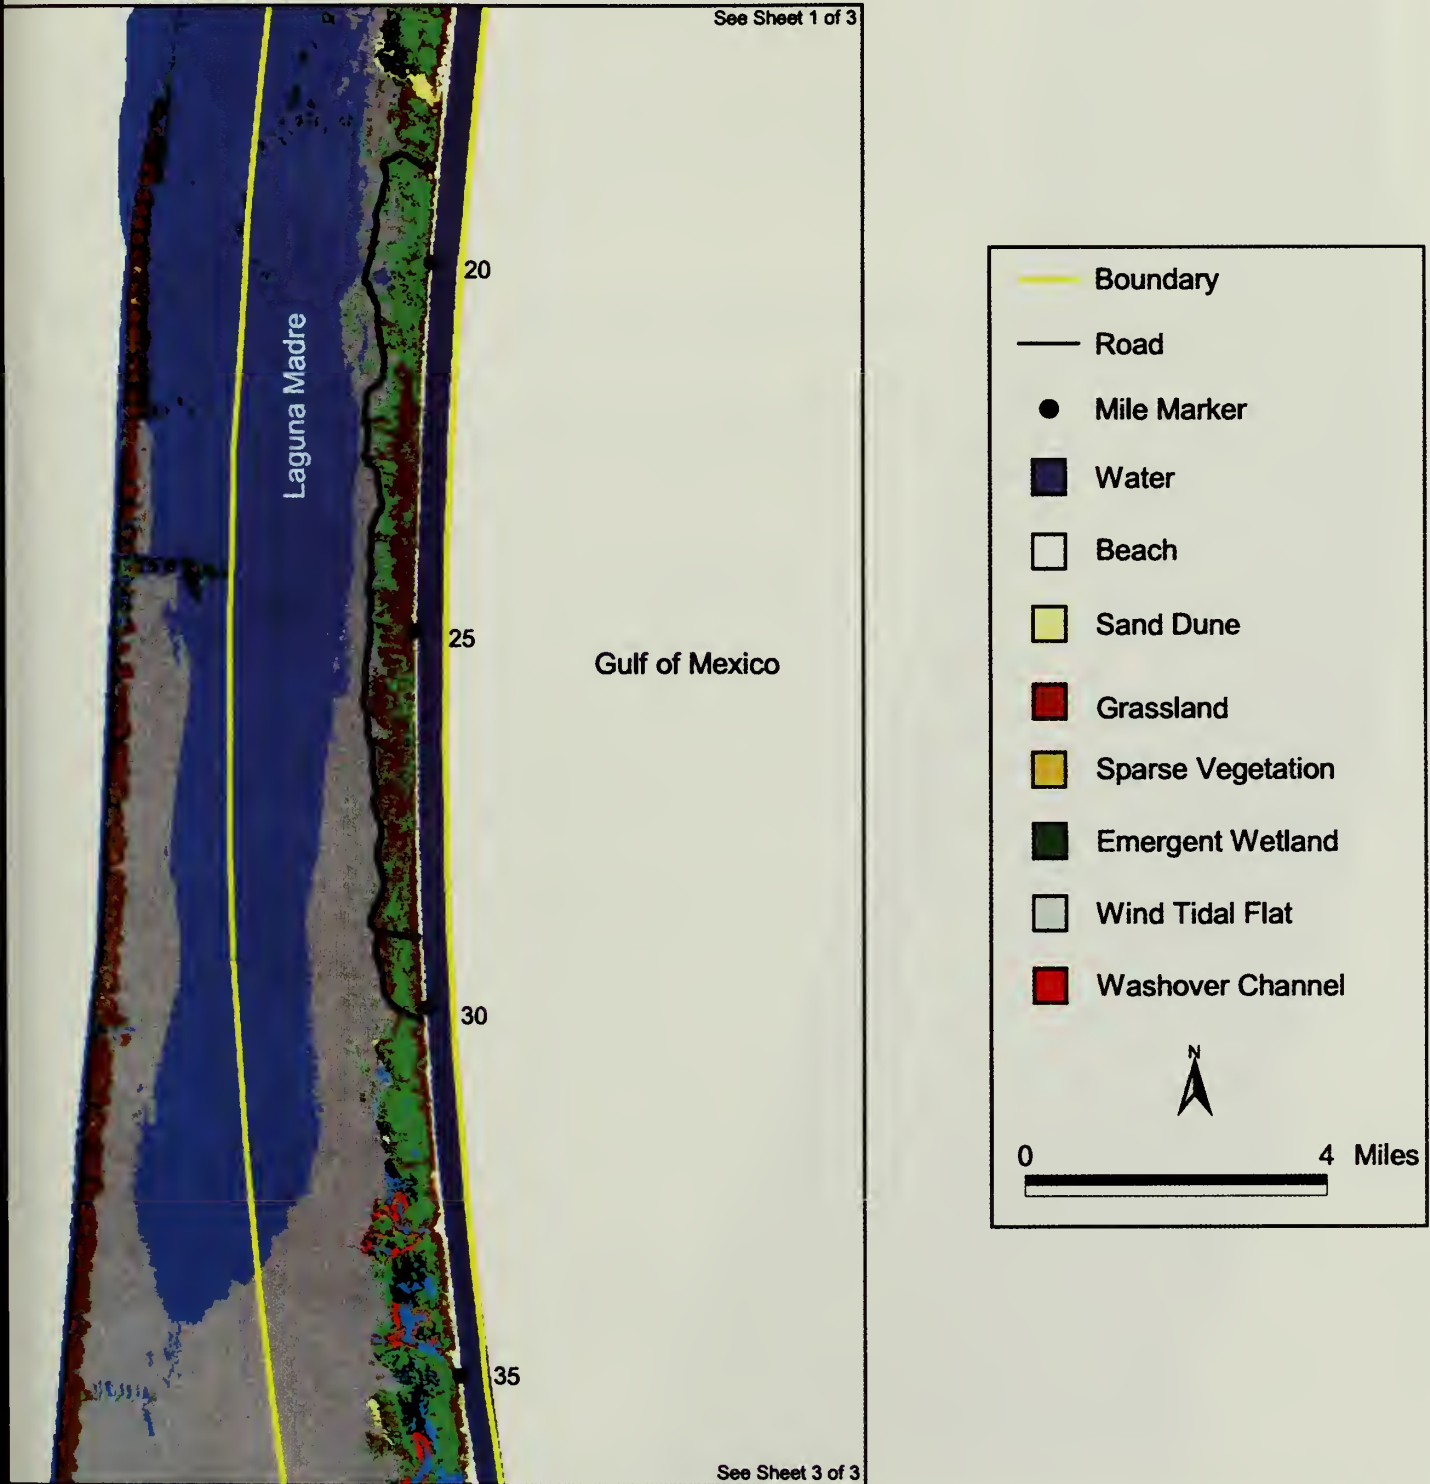 See Sheet 1 of 3
20
Laguna Madre
25
Gulf of Mexico
30
35
See Sheet 3 of 3
Boundary
Road
Mile Marker
Water
Beach
Sand Dune
Grassland
Sparse Vegetation
Emergent Wetland
Wind Tidal Flat
Washover Channel
N
0 4 Miles